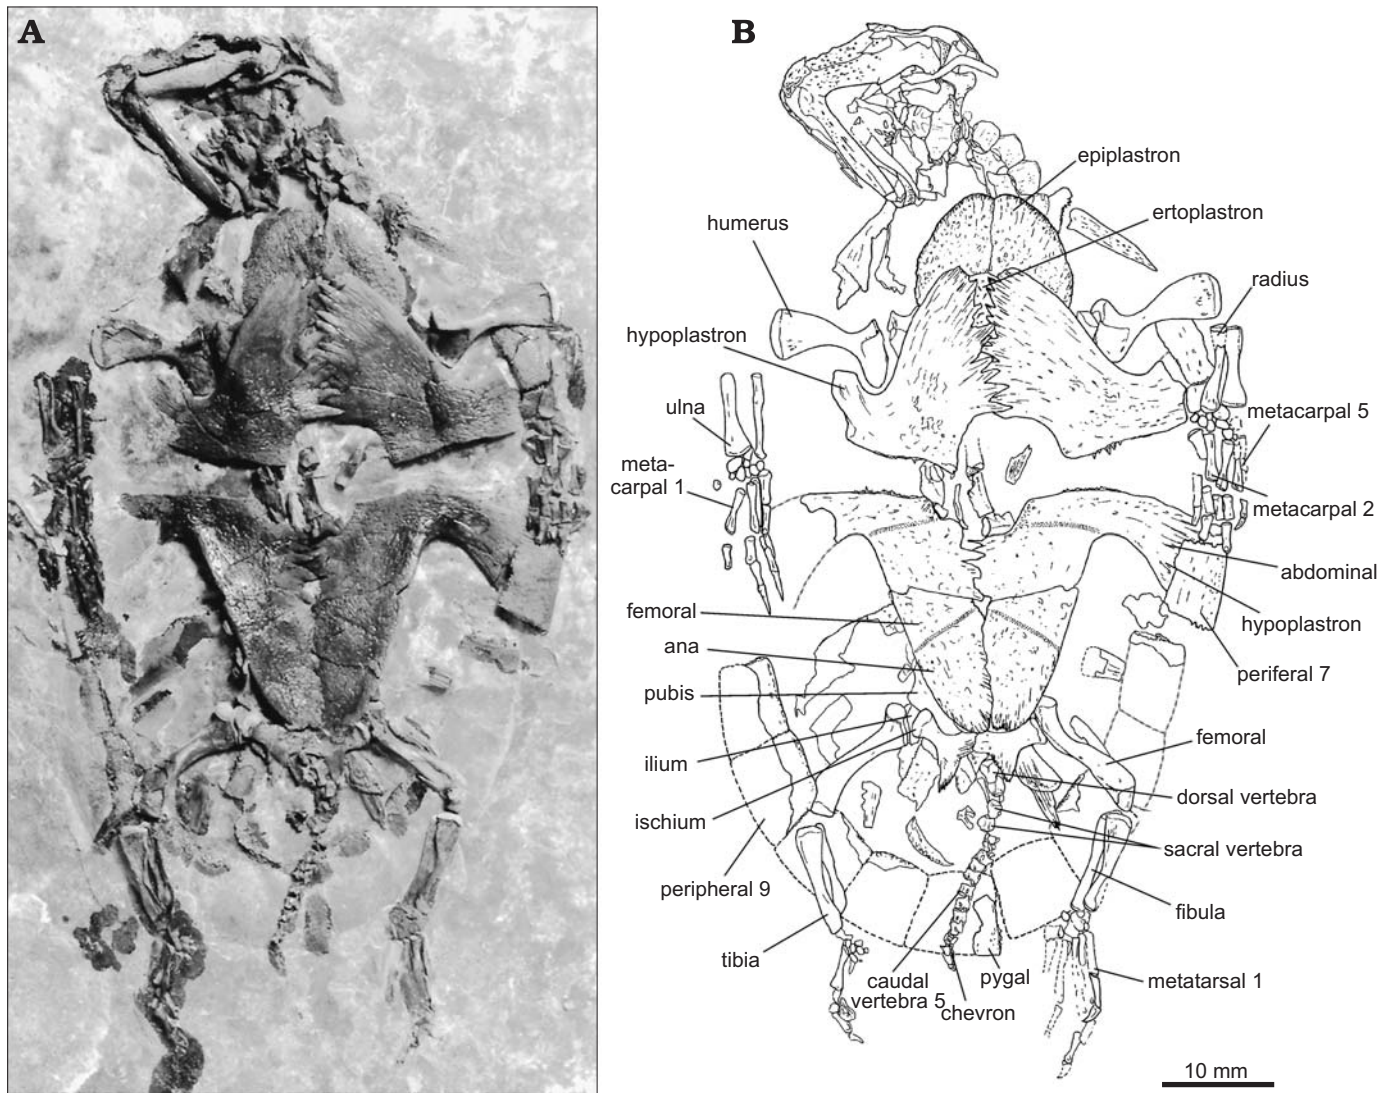 A
B
epiplastron
ertoplastron
humerus
radius
hypoplastron
ulna
metacarpal 5
meta-
carpal 1
metacarpal 2
abdominal
femoral
hypoplastron
ana
periferal 7
pubis
femoral
ilium
dorsal vertebra
ischium
sacral vertebra
peripheral 9
fibula
tibia
caudal
vertebra 5
pygal
chevron
metatarsal 1
10 mm